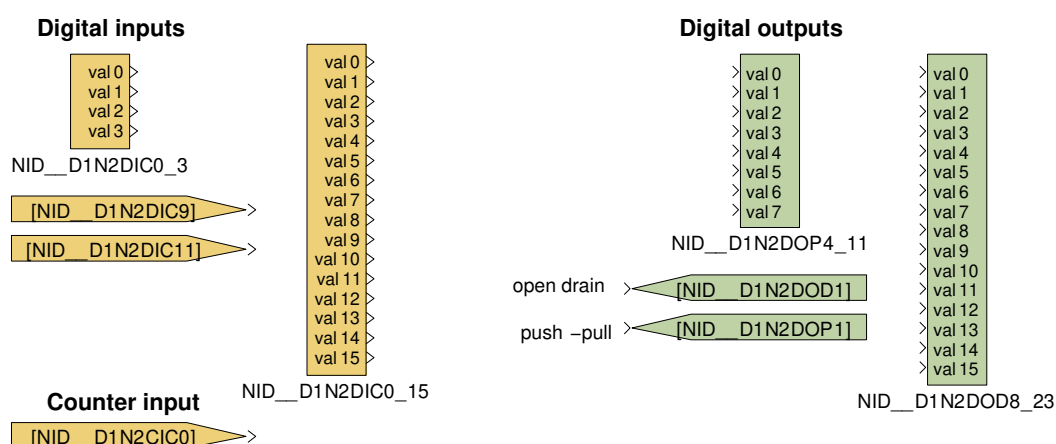 Digital inputs
val 0
val 1
val 2
val 3
NID__D1N2DIC0_3
[NID__D1N2DIC9]
[NID__D1N2DIC11]
val 0
val 1
val 2
val 3
val 4
val 5
val 6
val 7
val 8
val 9
val 10
val 11
val 12
val 13
val 14
val 15
NID__D1N2DIC0_15
Counter input
[NID__D1N2CIC0]
Digital outputs
val 0
val 1
val 2
val 3
val 4
val 5
val 6
val 7
NID__D1N2DOP4_11
open drain [NID__D1N2DOD1]
push −pull [NID__D1N2DOP1]
val 0
val 1
val 2
val 3
val 4
val 5
val 6
val 7
val 8
val 9
val 10
val 11
val 12
val 13
val 14
val 15
NID__D1N2DOD8_23